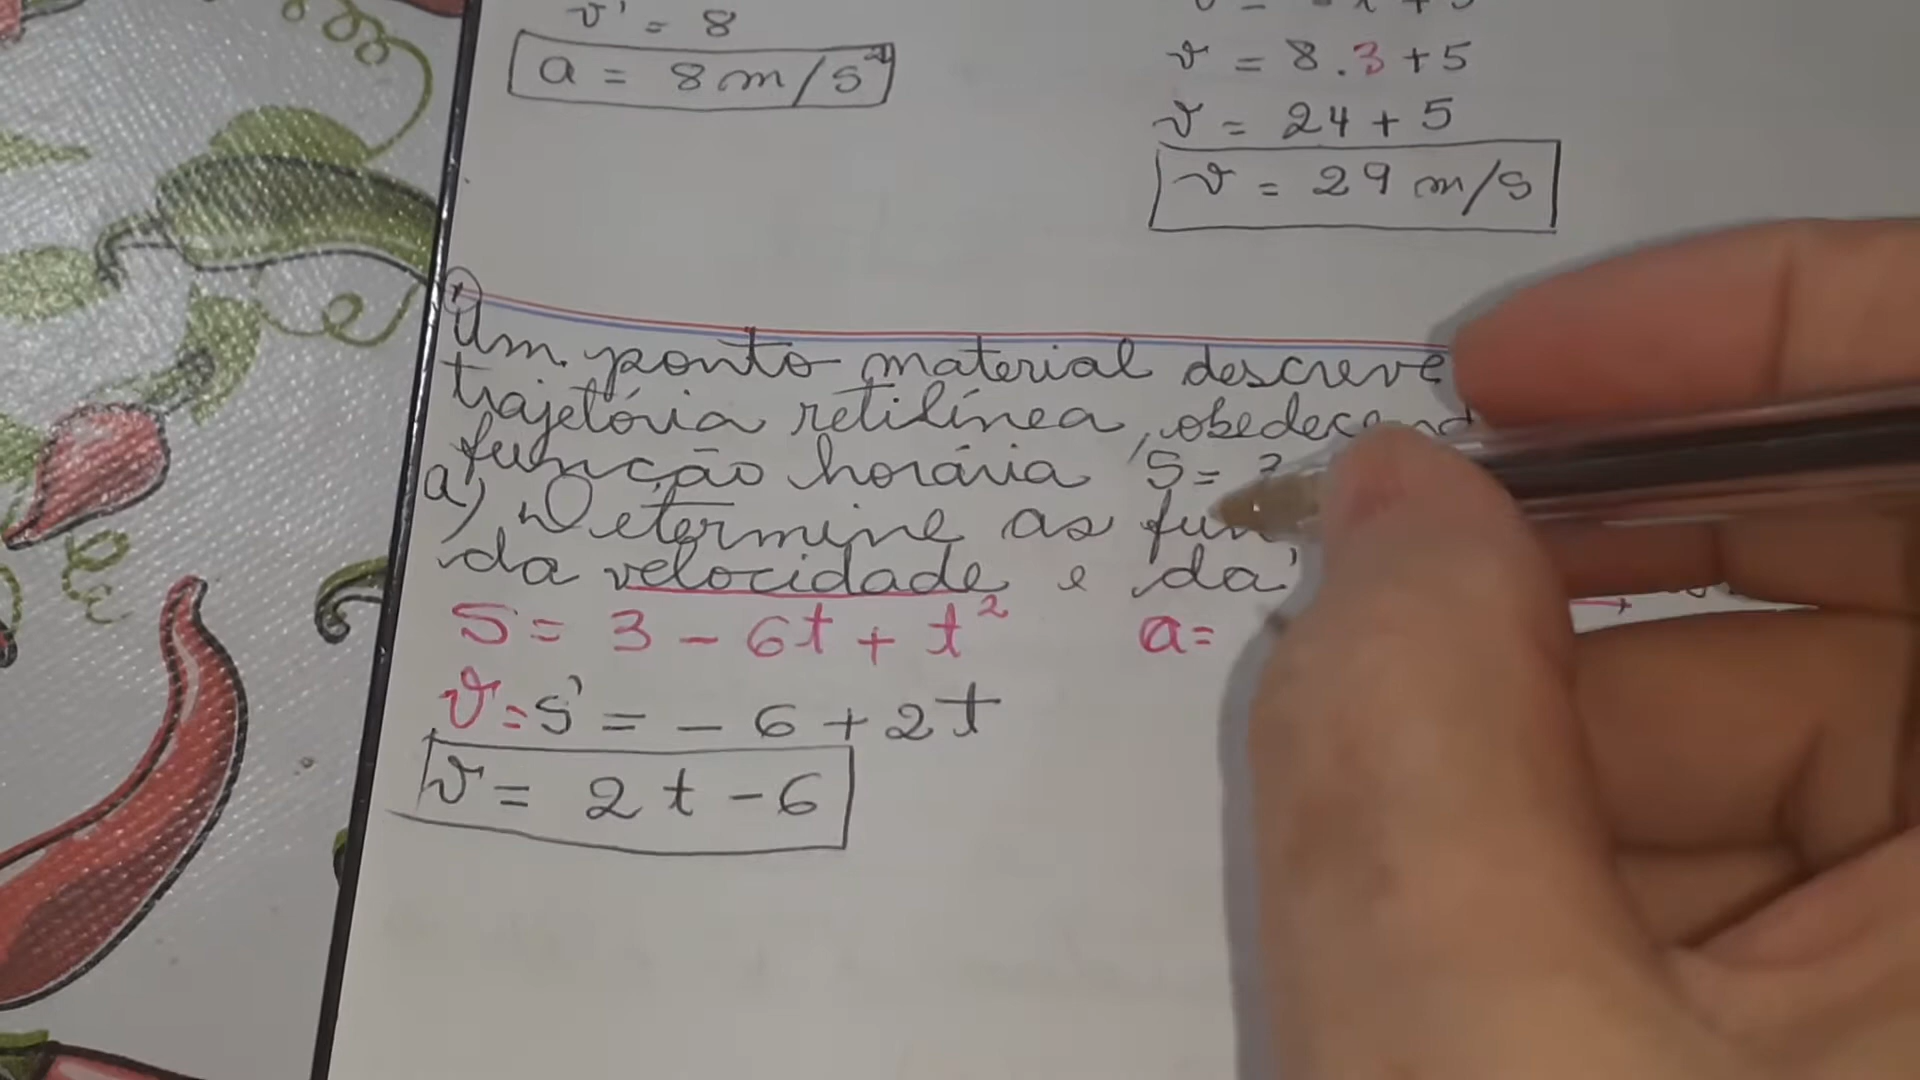 v' = 8
a = 8 m/s²
v = 8.3 + 5
v = 24 + 5
v = 29 m/s
Um ponto material descreve
trajetória retilínea, obedecend
função horária S =
a) Determine as fun
da velocidade e da
S = 3 - 6t + t²
a =
v = S' = - 6 + 2t
v = 2t - 6